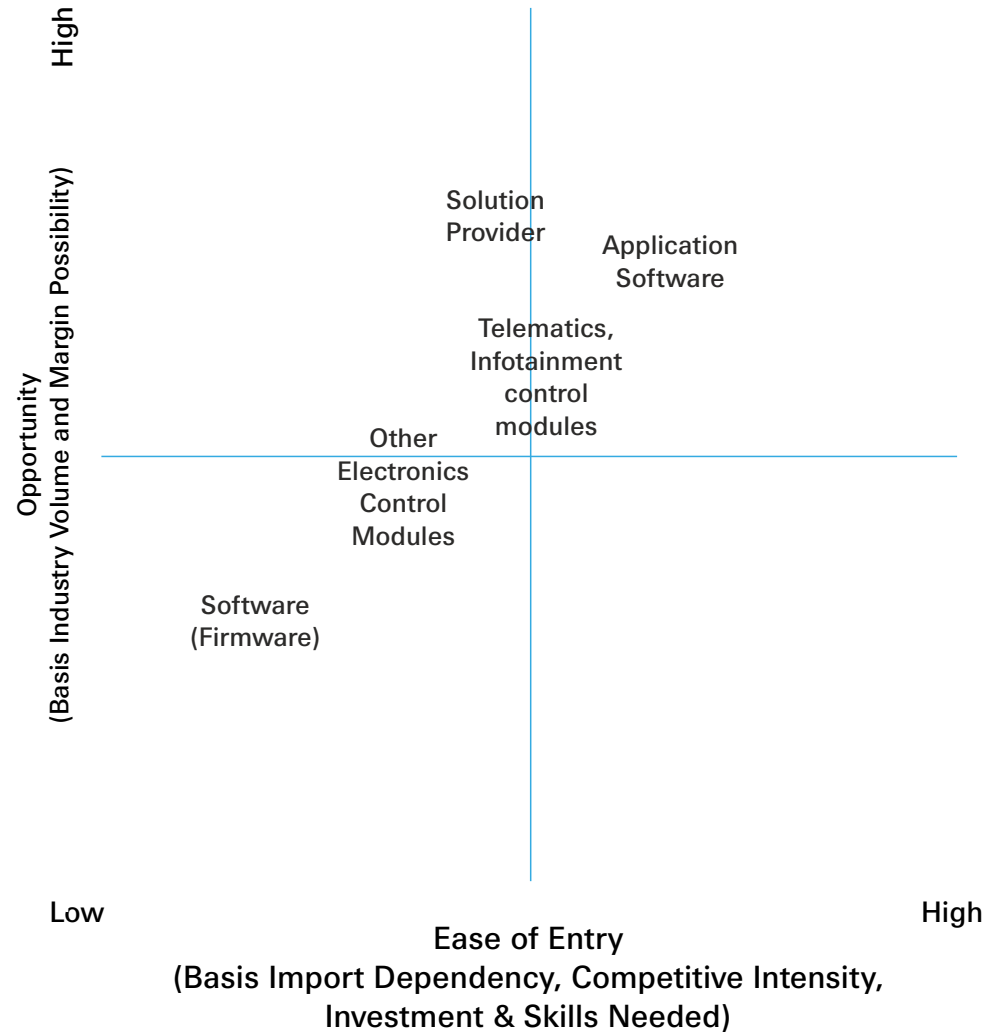 High
Opportunity
(Basis Industry Volume and Margin Possibility)
Solution
Provider
Application
Software
Telematics,
Infotainment
control
modules
Other
Electronics
Control
Modules
Software
(Firmware)
Low
High
Ease of Entry
(Basis Import Dependency, Competitive Intensity,
Investment & Skills Needed)